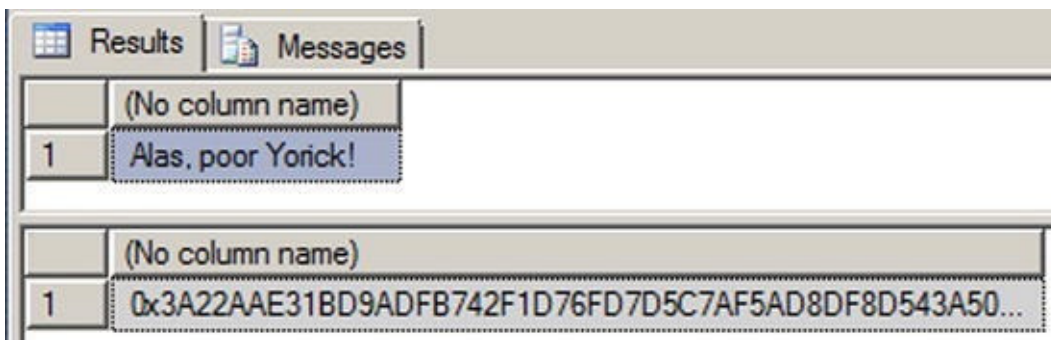 Results Messages
(No column name)
1 Alas, poor Yorick!
(No column name)
1 0x3A22AAE31BD9ADFB742F1D76FD7D5C7AF5AD8DF8D543A50...